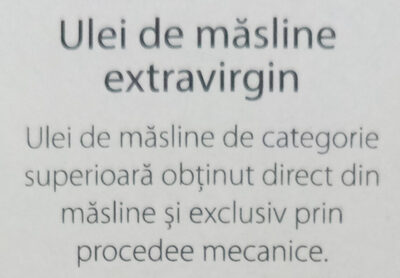 Ulei de măsline
extravirgin
Ulei de măsline de categorie
superioară obținut direct din
măsline și exclusiv prin
procedee mecanice.